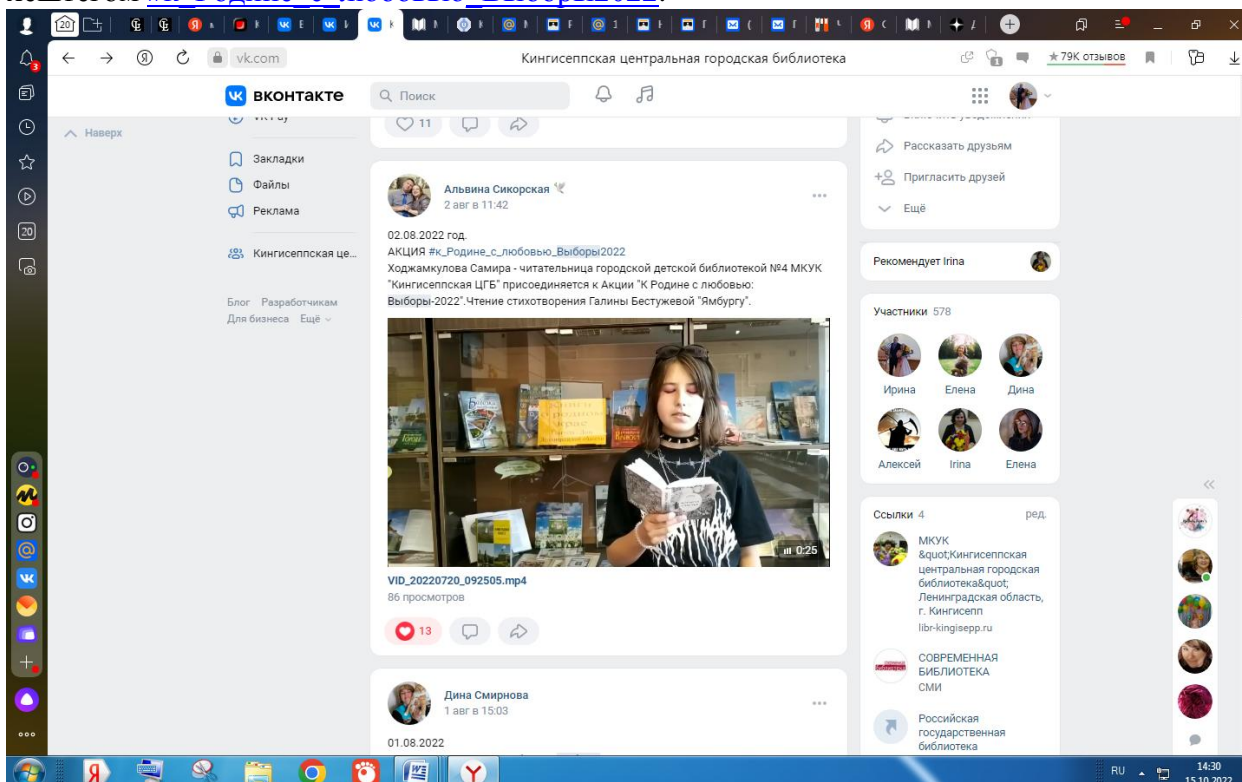 #к_Родине_с_любовью_Выборы2022.
20
vk.com
Кингисеппская центральная городская библиотека
79K отзывов
ВКОНТАКТЕ
Поиск
Наверх
Закладки
Файлы
Реклама
Кингисеппская це...
Блог Разработчикам
Для бизнеса Ещё
11
Альвина Сикорская
2 авг в 11:42
02.08.2022 год.
АКЦИЯ #к_Родине_с_любовью_Выборы2022
Ходжамкулова Самира - читательница городской детской библиотекой №4 МКУК
"Кингисеппская ЦГБ" присоединяется к Акции "К Родине с любовью:
Выборы-2022".Чтение стихотворения Галины Бестужевой "Ямбургу".
0:25
VID_20220720_092505.mp4
86 просмотров
13
Дина Смирнова
1 авг в 15:03
01.08.2022
Рассказать друзьям
Пригласить друзей
Ещё
Рекомендует Irina
Участники 578
Ирина Елена Дина
Алексей Irina Елена
Ссылки 4 ред.
МКУК
&quot;Кингисеппская
центральная городская
библиотека&quot;
Ленинградская область,
г. Кингисепп
libr-kingisepp.ru
СОВРЕМЕННАЯ
БИБЛИОТЕКА
СМИ
Российская
государственная
библиотека
RU
14:30
15.10.2022